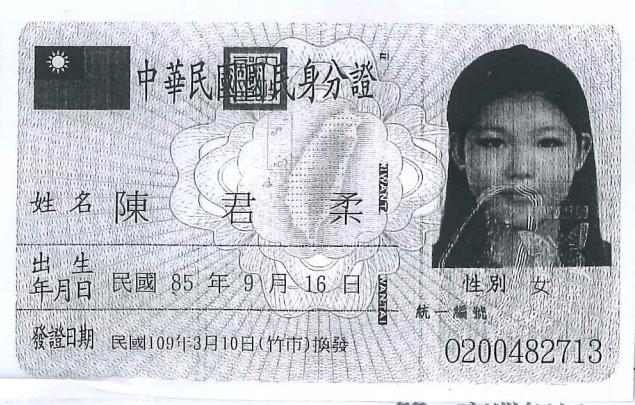 中華民國國民身分證
姓名 陳君柔
出生年月日 民國 85 年 9 月 16 日
性別 女
統一編號
發證日期 民國109年3月10日(竹市)換發
0200482713
TAIWAN